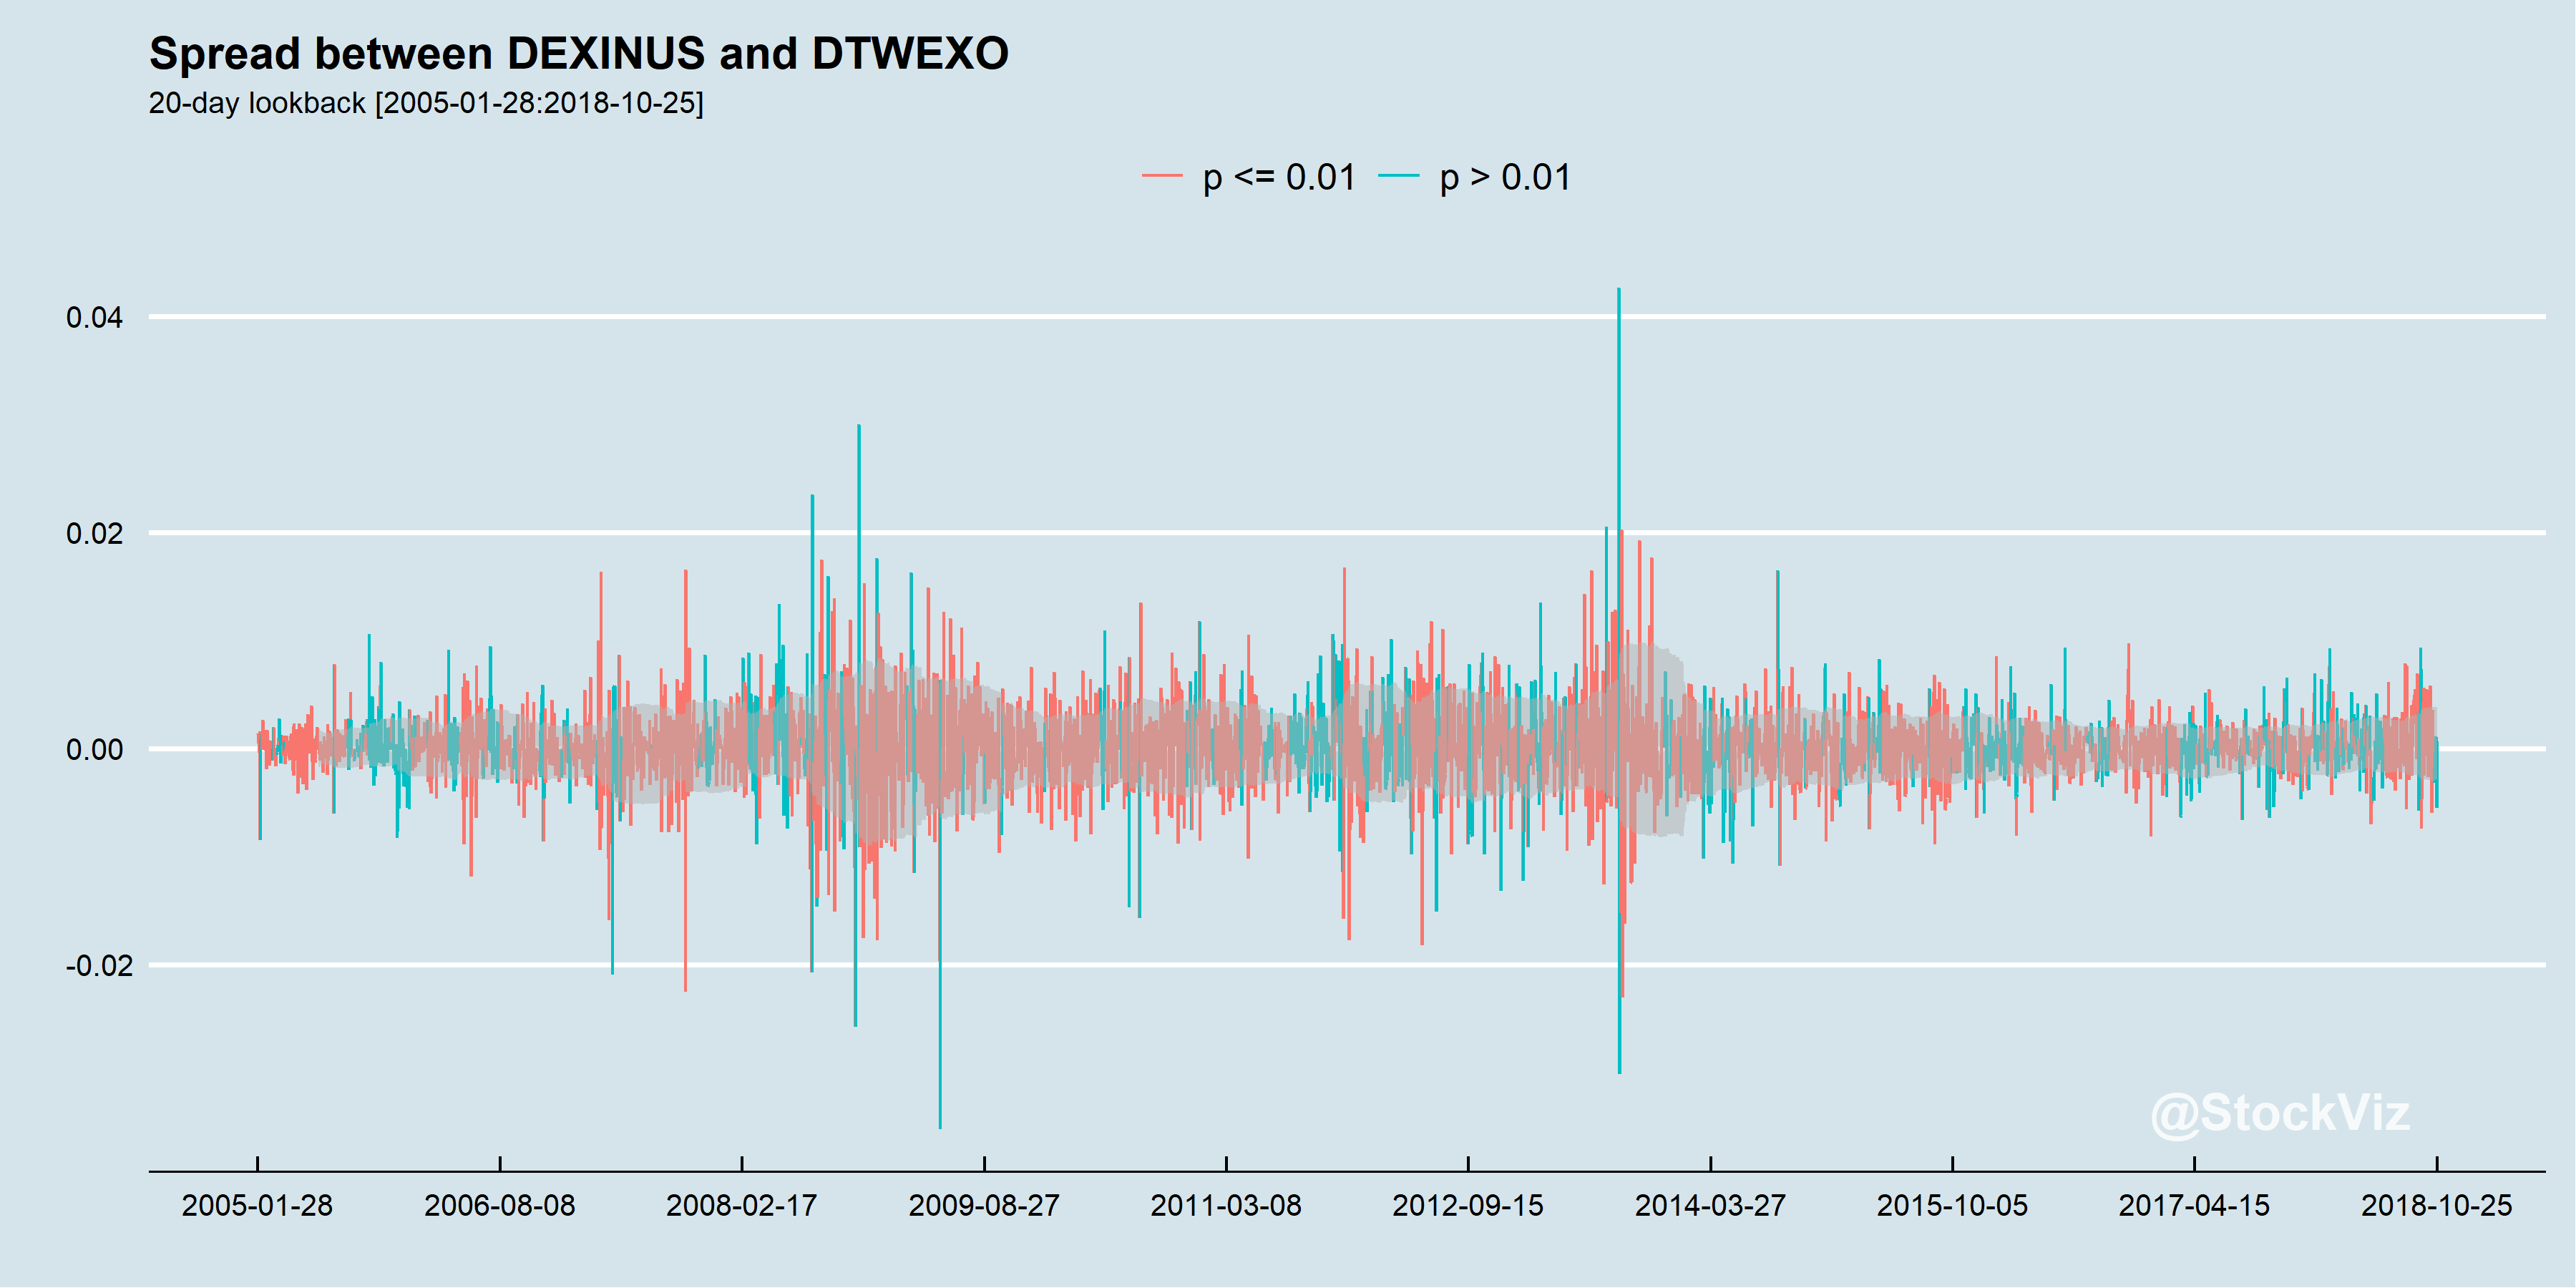 Spread between DEXINUS and DTWEXO
20-day lookback [2005-01-28:2018-10-25]
p <= 0.01 p > 0.01
0.04
0.02
0.00
-0.02
@StockViz
2005-01-28 2006-08-08 2008-02-17 2009-08-27 2011-03-08 2012-09-15 2014-03-27 2015-10-05 2017-04-15 2018-10-25